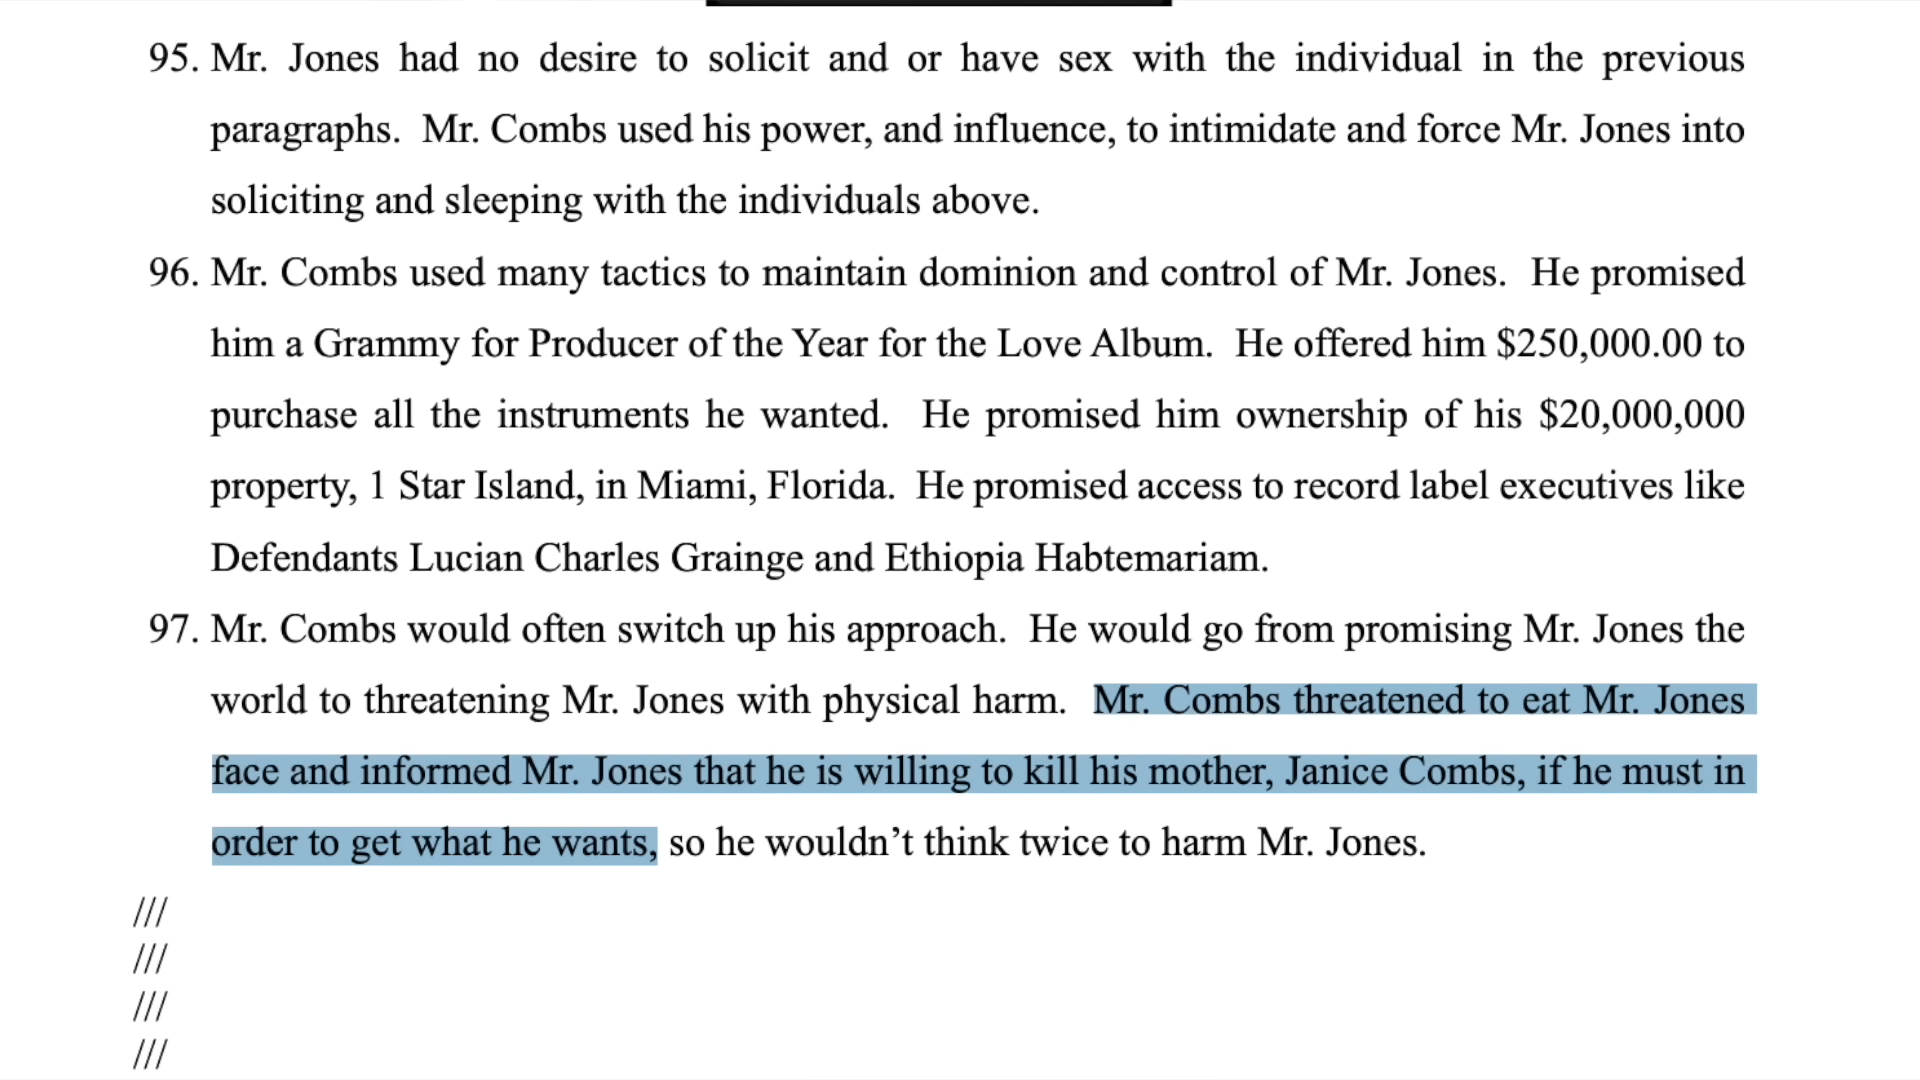 95. Mr. Jones had no desire to solicit and or have sex with the individual in the previous
paragraphs. Mr. Combs used his power, and influence, to intimidate and force Mr. Jones into
soliciting and sleeping with the individuals above.
96. Mr. Combs used many tactics to maintain dominion and control of Mr. Jones. He promised
him a Grammy for Producer of the Year for the Love Album. He offered him $250,000.00 to
purchase all the instruments he wanted. He promised him ownership of his $20,000,000
property, 1 Star Island, in Miami, Florida. He promised access to record label executives like
Defendants Lucian Charles Grainge and Ethiopia Habtemariam.
97. Mr. Combs would often switch up his approach. He would go from promising Mr. Jones the
world to threatening Mr. Jones with physical harm. Mr. Combs threatened to eat Mr. Jones
face and informed Mr. Jones that he is willing to kill his mother, Janice Combs, if he must in
order to get what he wants, so he wouldn’t think twice to harm Mr. Jones.
///
///
///
///